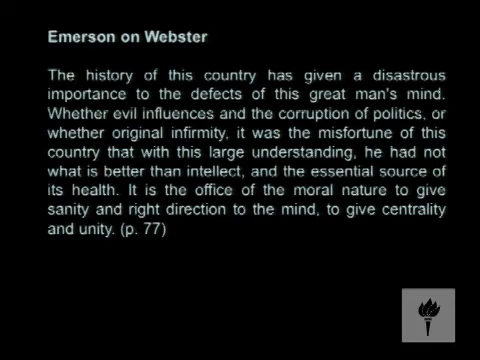 Emerson on Webster
The history of this country has given a disastrous
importance to the defects of this great man's mind.
Whether evil influences and the corruption of politics, or
whether original infirmity, it was the misfortune of this
country that with this large understanding, he had not
what is better than intellect, and the essential source of
its health. It is the office of the moral nature to give
sanity and right direction to the mind, to give centrality
and unity. (p. 77)